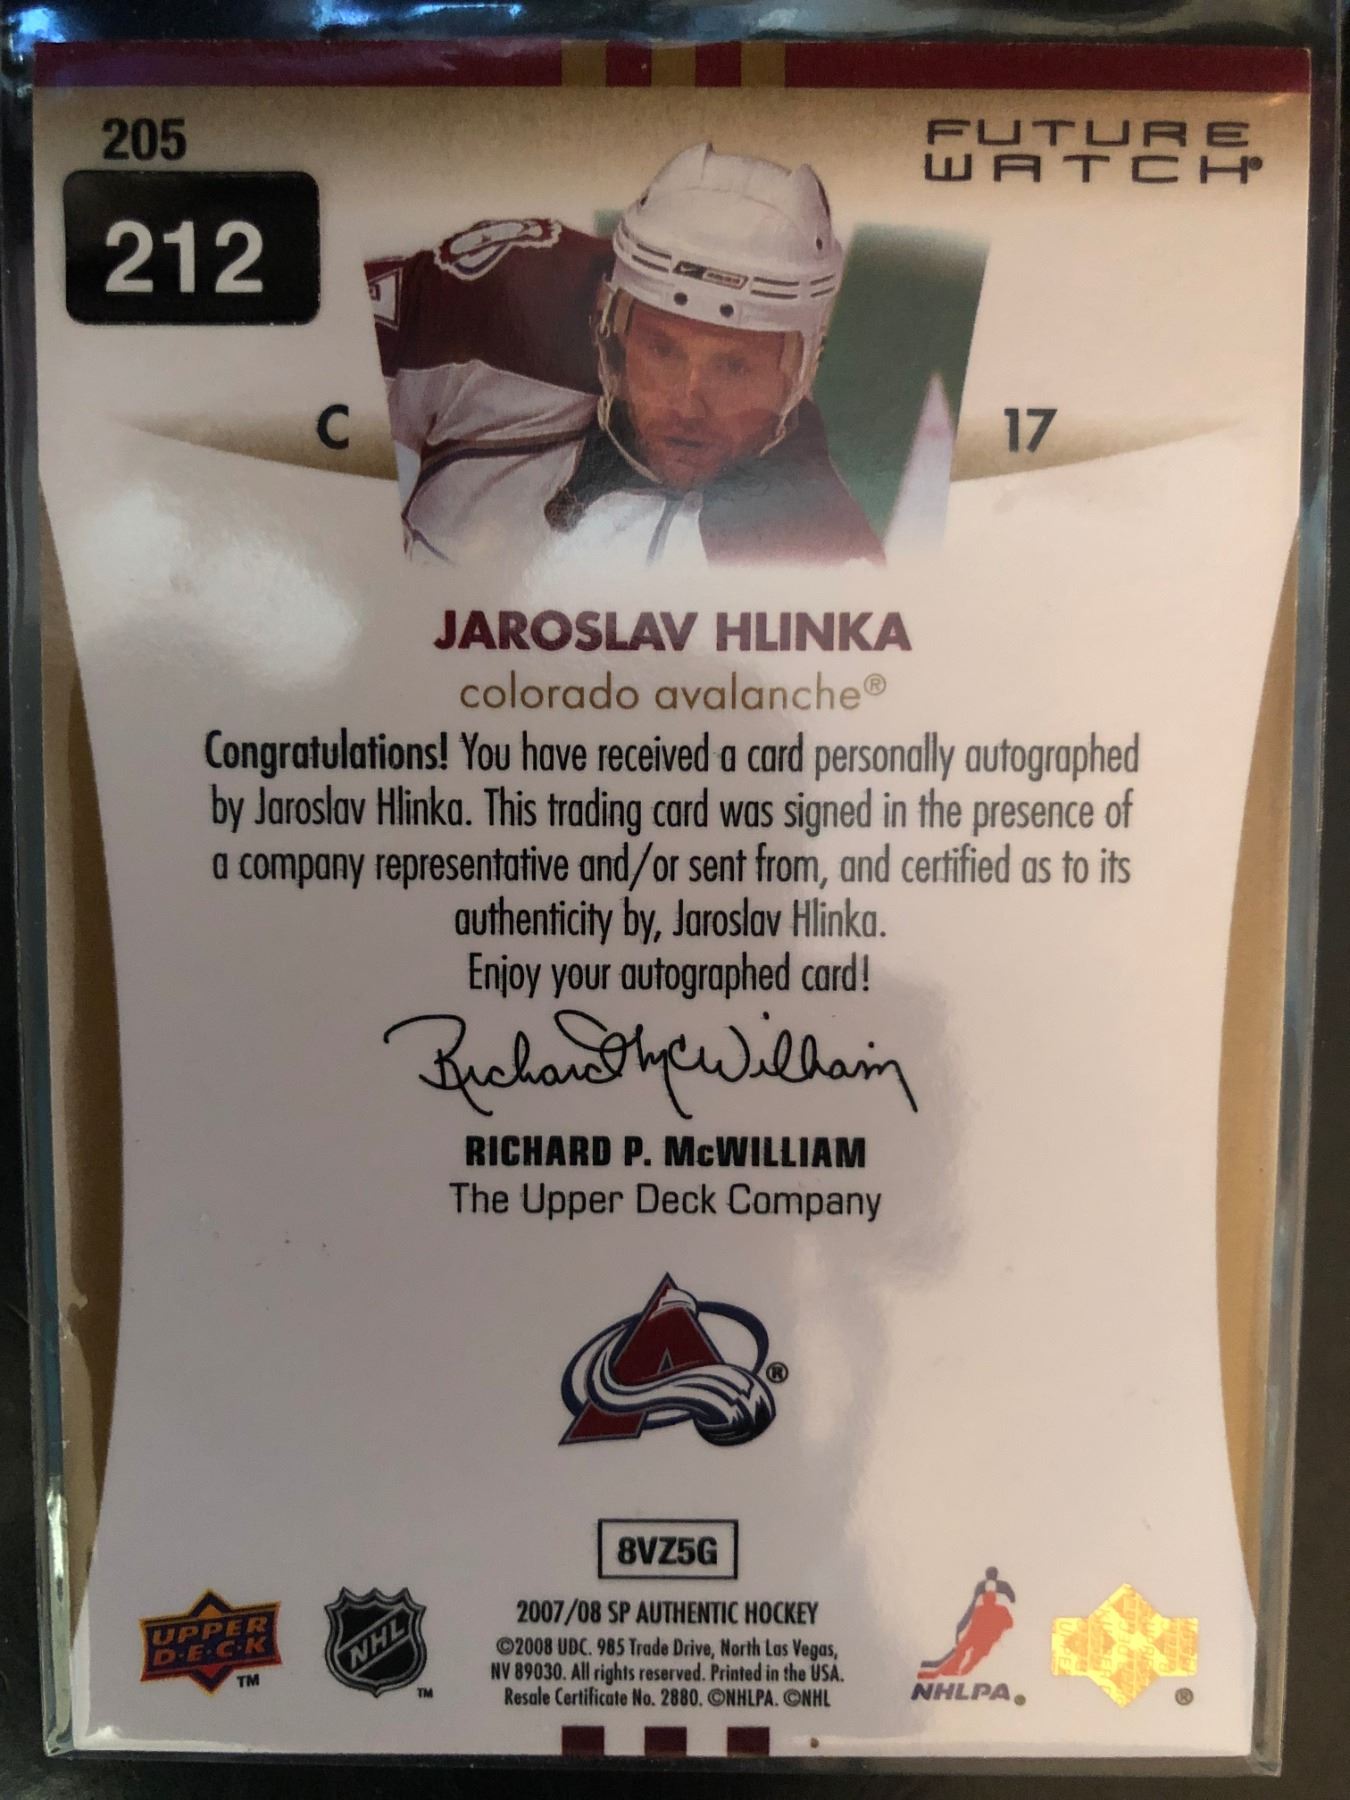 205
FUTURE
WATCH®
212
C
17
JAROSLAV HLINKA
colorado avalanche®
Congratulations! You have received a card personally autographed
by Jaroslav Hlinka. This trading card was signed in the presence of
a company representative and/or sent from, and certified as to its
authenticity by, Jaroslav Hlinka.
Enjoy your autographed card!
Richard McWilliam
RICHARD P. McWILLIAM
The Upper Deck Company
A
®
8VZ5G
2007/08 SP AUTHENTIC HOCKEY
©2008 UDC. 985 Trade Drive, North Las Vegas,
NV 89030. All rights reserved. Printed in the USA.
Resale Certificate No. 2880. ©NHLPA. ©NHL
UPPER
D·E·C·K
TM
NHL
TM
NHLPA®
®